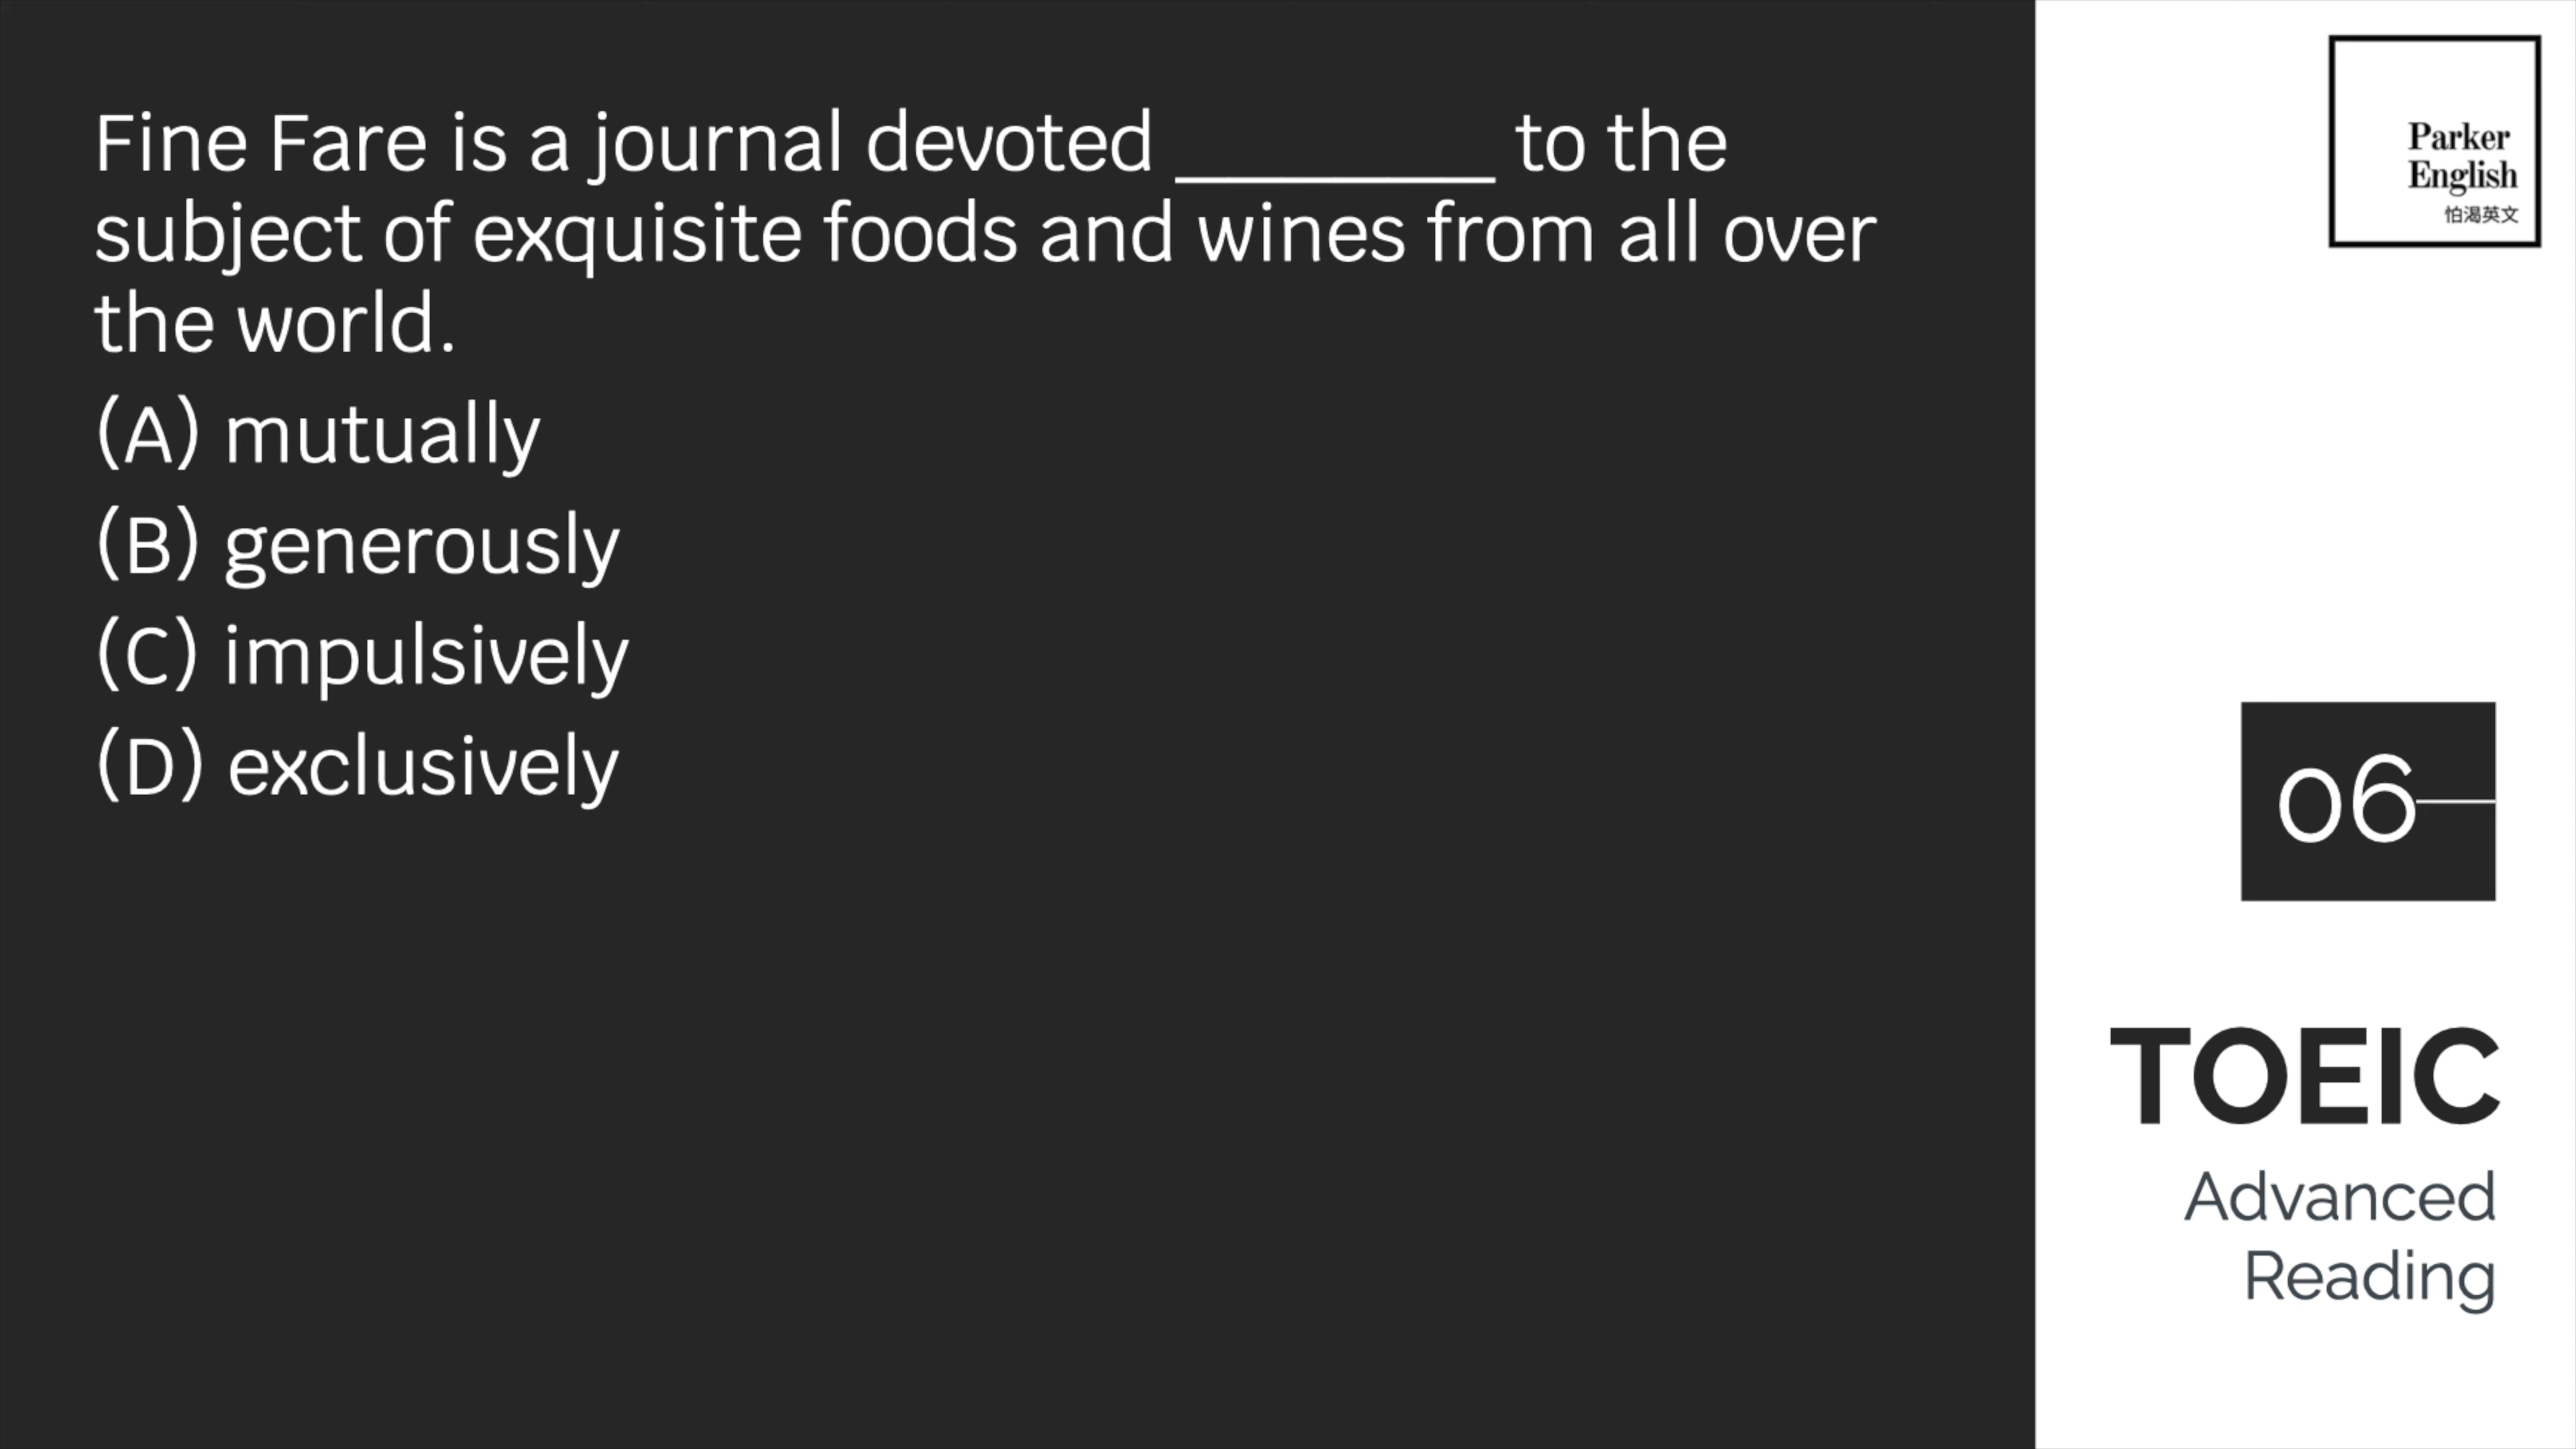 Fine Fare is a journal devoted __________ to the
subject of exquisite foods and wines from all over
the world.
(A) mutually
(B) generously
(C) impulsively
(D) exclusively
Parker
English
怕渴英文
06
TOEIC
Advanced
Reading